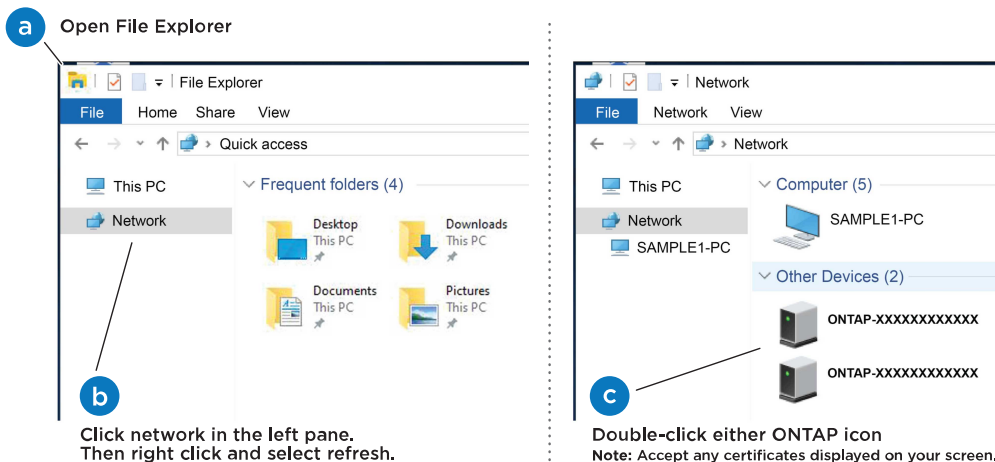 a
Open File Explorer
File Explorer
File Home Share View
Quick access
This PC
Network
Frequent folders (4)
Desktop
This PC
Downloads
This PC
Documents
This PC
Pictures
This PC
b
Click network in the left pane.
Then right click and select refresh.
Network
File Network View
Network
This PC
Network
SAMPLE1-PC
Computer (5)
SAMPLE1-PC
Other Devices (2)
ONTAP-XXXXXXXXXXXX
ONTAP-XXXXXXXXXXXX
c
Double-click either ONTAP icon
Note: Accept any certificates displayed on your screen.